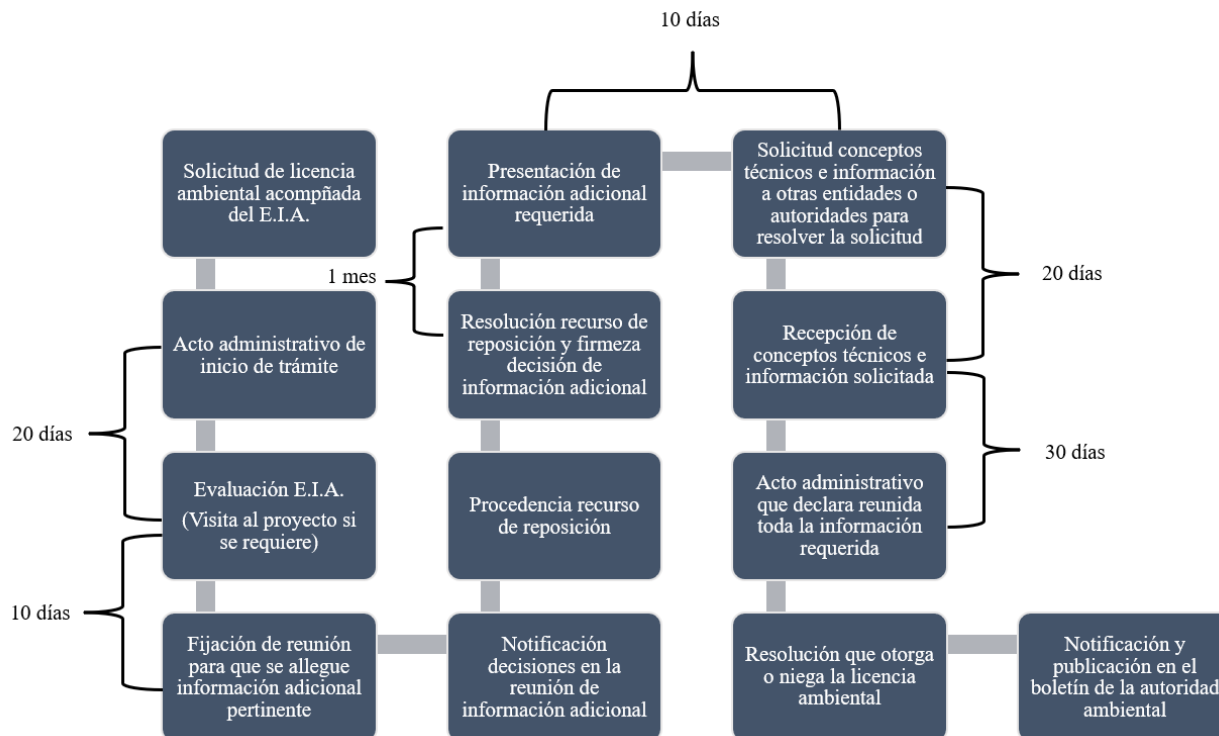 10 días
Solicitud de licencia
ambiental acompñada
del E.I.A.
Acto administrativo de
inicio de trámite
20 días
Evaluación E.I.A.
(Visita al proyecto si
se requiere)
10 días
Fijación de reunión
para que se allegue
información adicional
pertinente
Notificación
decisiones en la
reunión de
información adicional
Procedencia recurso
de reposición
Resolución recurso de
reposición y firmeza
decisión de
información adicional
1 mes
Presentación de
información adicional
requerida
Solicitud conceptos
técnicos e información
a otras entidades o
autoridades para
resolver la solicitud
20 días
Recepción de
conceptos técnicos e
información solicitada
30 días
Acto administrativo
que declara reunida
toda la información
requerida
Resolución que otorga
o niega la licencia
ambiental
Notificación y
publicación en el
boletín de la autoridad
ambiental